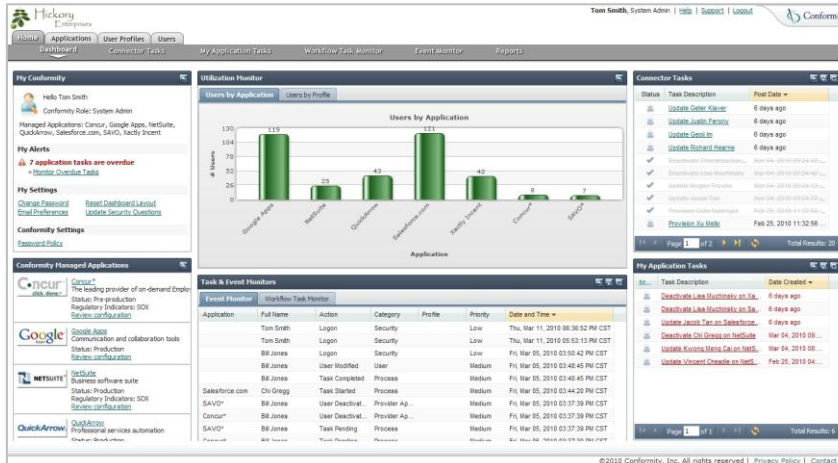 Hickory
Enterprises
Tom Smith, System Admin | Help | Support | Logout
Conformi
Home
Applications
User Profiles
Users
Dashboard
Connector Tasks
My Application Tasks
Workflow Task Monitor
Event Monitor
Reports
My Conformity
Hello Tom Smith
Conformity Role: System Admin
Managed Applications: Concur, Google Apps, NetSuite,
QuickArrow, Salesforce.com, SAVO, Xactly Incent
My Alerts
7 application tasks are overdue
» Monitor Overdue Tasks
My Settings
Change Password Reset Dashboard Layout
Email Preferences Update Security Questions
Conformity Settings
Password Policy
Conformity Managed Applications
Concur
Concur*
The leading provider of on-demand Employ
Status: Pre-production
Regulatory Indicators: SOX
Review configuration
Google
Google Apps
Communication and collaboration tools
Status: Production
Review configuration
NETSUITE
NetSuite
Business software suite
Status: Production
Regulatory Indicators: SOX
Review configuration
QuickArrow
QuickArrow
Professional services automation
Status: Production
Utilization Monitor
Users by Application
Users by Profile
Users by Application
# Users
130
104
78
52
26
0
119
25
43
121
42
8
7
Google Apps
NetSuite
QuickArrow
Salesforce.com
Xactly Incent
Concur*
SAVO*
Application
Task & Event Monitors
Event Monitor
Workflow Task Monitor
Application Full Name Action Category Profile Priority Date and Time
Tom Smith Logon Security Low Thu, Mar 11, 2010 06:36:52 PM CST
Tom Smith Logon Security Low Thu, Mar 11, 2010 05:53:13 PM CST
Bill Jones Logon Security Low Fri, Mar 05, 2010 03:50:42 PM CST
Bill Jones User Modified User Medium Fri, Mar 05, 2010 03:48:45 PM CST
Bill Jones Task Completed Process Medium Fri, Mar 05, 2010 03:48:45 PM CST
Salesforce.com Chi Gregg Task Started Process Medium Fri, Mar 05, 2010 03:44:20 PM CST
SAVO* Bill Jones User Deactivat... Provider Ap... Medium Fri, Mar 05, 2010 03:37:39 PM CST
Concur* Bill Jones User Deactivat... Provider Ap... Medium Fri, Mar 05, 2010 03:37:39 PM CST
SAVO* Bill Jones Task Pending Process Medium Fri, Mar 05, 2010 03:37:39 PM CST
Connector Tasks
Status Task Description Post Date
Update Geter Klaver 6 days ago
Update Justin Ferony 6 days ago
Update Geoji Im 6 days ago
Update Richard Hearne 6 days ago
Provision Xu Meilo Feb 25, 2010 11:32:58 ...
Page 1 of 2
Total Results: 20
My Application Tasks
St... Task Description Date Created
Deactivate Lisa Muchinsky on Xa... 6 days ago
Deactivate Lisa Muchinsky on Sa... 6 days ago
Update Jacob Tan on Salesforce... 6 days ago
Deactivate Chi Gregg on NetSuite Mar 04, 2010 09:...
Update Kwong Meng Cai on NetS... Mar 04, 2010 05:...
Update Vincent Cheadle on NetS... Feb 25, 2010 04:...
Page 1 of 1
Total Results: 6
©2010 Conformity, Inc. All rights reserved | Privacy Policy | Contact